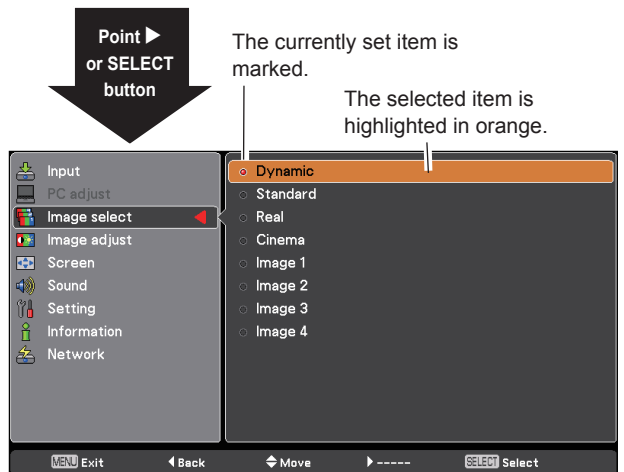 Point ▶
or SELECT
button
The currently set item is
marked.
The selected item is
highlighted in orange.
Input
PC adjust
Image select
Image adjust
Screen
Sound
Setting
Information
Network
Dynamic
Standard
Real
Cinema
Image 1
Image 2
Image 3
Image 4
MENU Exit ◀ Back Move ▶ ----- SELECT Select